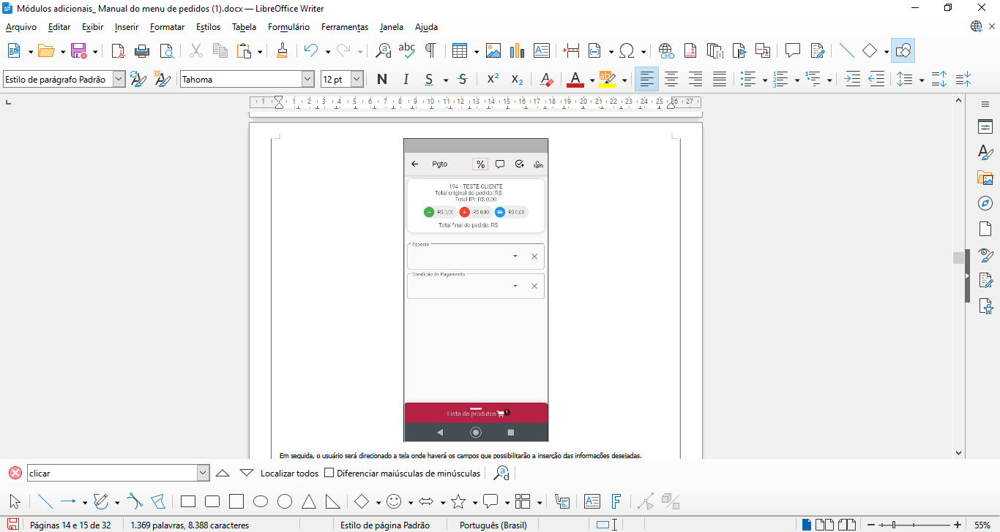 Módulos adicionais_ Manual do menu de pedidos (1).docx — LibreOffice Writer
Arquivo Editar Exibir Inserir Formatar Estilos Tabela Formulário Ferramentas Janela Ajuda
Estilo de parágrafo Padrão Tahoma 12 pt N I S S X² X₂
1 1 2 3 4 5 6 7 8 9 10 11 12 13 14 15 16 17 18 19 20 21 22 23 24 25 26 27
Pgto %
194 - TESTE CLIENTE
Total original do pedido: R$
Total IPI: R$ 0,00
R$ 0,00 R$ 0,00 R$ 0,00
Total final do pedido: R$
Especie
Condição de Pagamento
Lista de produtos 1
Em seguida, o usuário será direcionado a tela onde haverá os campos que possibilitarão a inserção das informações desejadas.
clicar Localizar todos Diferenciar maiúsculas de minúsculas
Páginas 14 e 15 de 32 1.369 palavras, 8.388 caracteres Estilo de página Padrão Português (Brasil) 55%